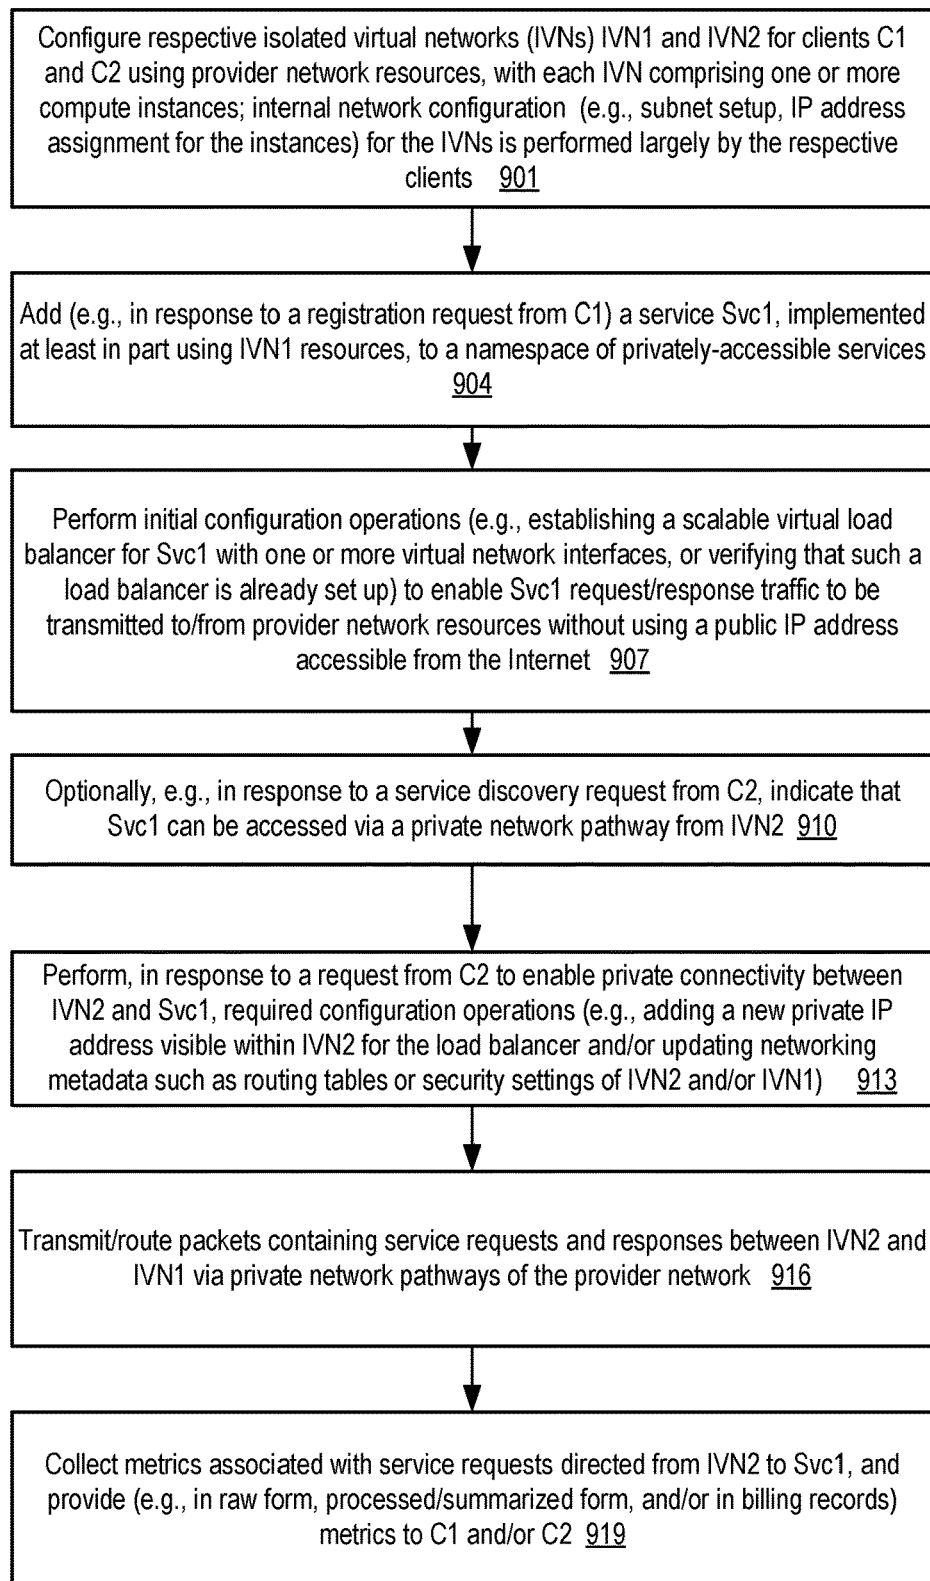 Configure respective isolated virtual networks (IVNs) IVN1 and IVN2 for clients C1
and C2 using provider network resources, with each IVN comprising one or more
compute instances; internal network configuration (e.g., subnet setup, IP address
assignment for the instances) for the IVNs is performed largely by the respective
clients 901
Add (e.g., in response to a registration request from C1) a service Svc1, implemented
at least in part using IVN1 resources, to a namespace of privately-accessible services
904
Perform initial configuration operations (e.g., establishing a scalable virtual load
balancer for Svc1 with one or more virtual network interfaces, or verifying that such a
load balancer is already set up) to enable Svc1 request/response traffic to be
transmitted to/from provider network resources without using a public IP address
accessible from the Internet 907
Optionally, e.g., in response to a service discovery request from C2, indicate that
Svc1 can be accessed via a private network pathway from IVN2 910
Perform, in response to a request from C2 to enable private connectivity between
IVN2 and Svc1, required configuration operations (e.g., adding a new private IP
address visible within IVN2 for the load balancer and/or updating networking
metadata such as routing tables or security settings of IVN2 and/or IVN1) 913
Transmit/route packets containing service requests and responses between IVN2 and
IVN1 via private network pathways of the provider network 916
Collect metrics associated with service requests directed from IVN2 to Svc1, and
provide (e.g., in raw form, processed/summarized form, and/or in billing records)
metrics to C1 and/or C2 919